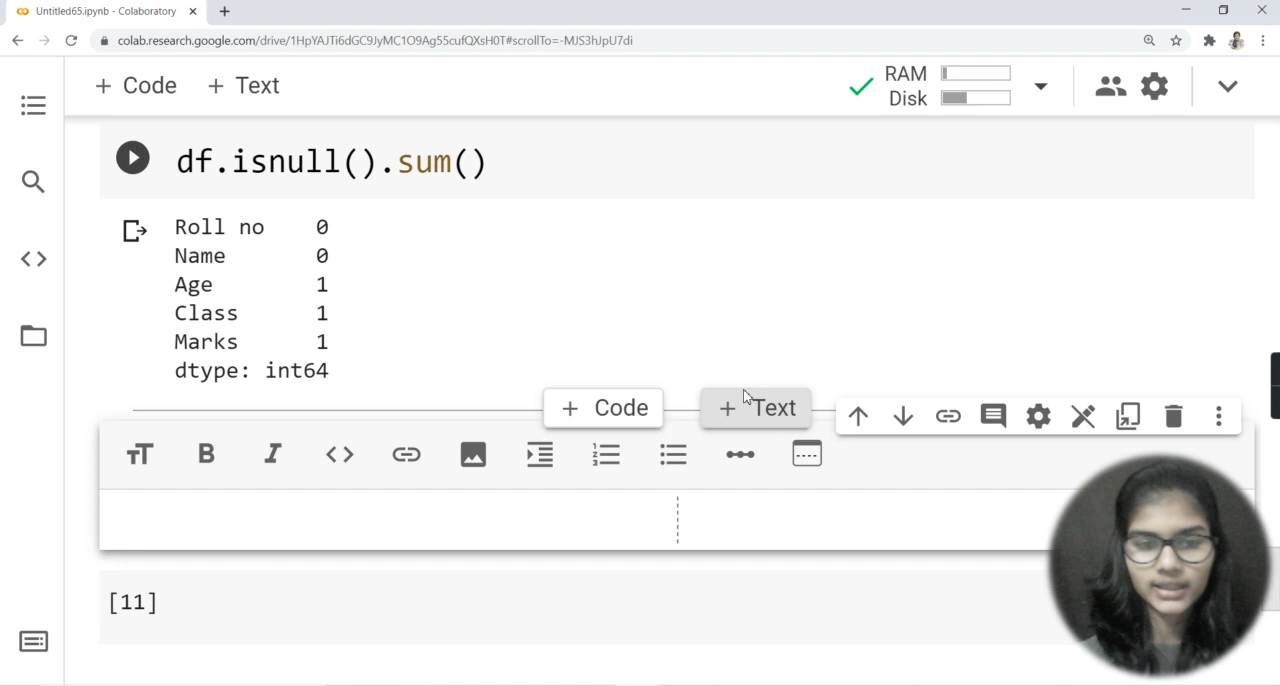 Untitled65.ipynb - Colaboratory
colab.research.google.com/drive/1HpYAJTi6dGC9JyMC1O9Ag55cufQXsH0T#scrollTo=-MJS3hJpU7di
+ Code + Text
RAM
Disk
df.isnull().sum()
Roll no 0
Name 0
Age 1
Class 1
Marks 1
dtype: int64
+ Code + Text
[11]